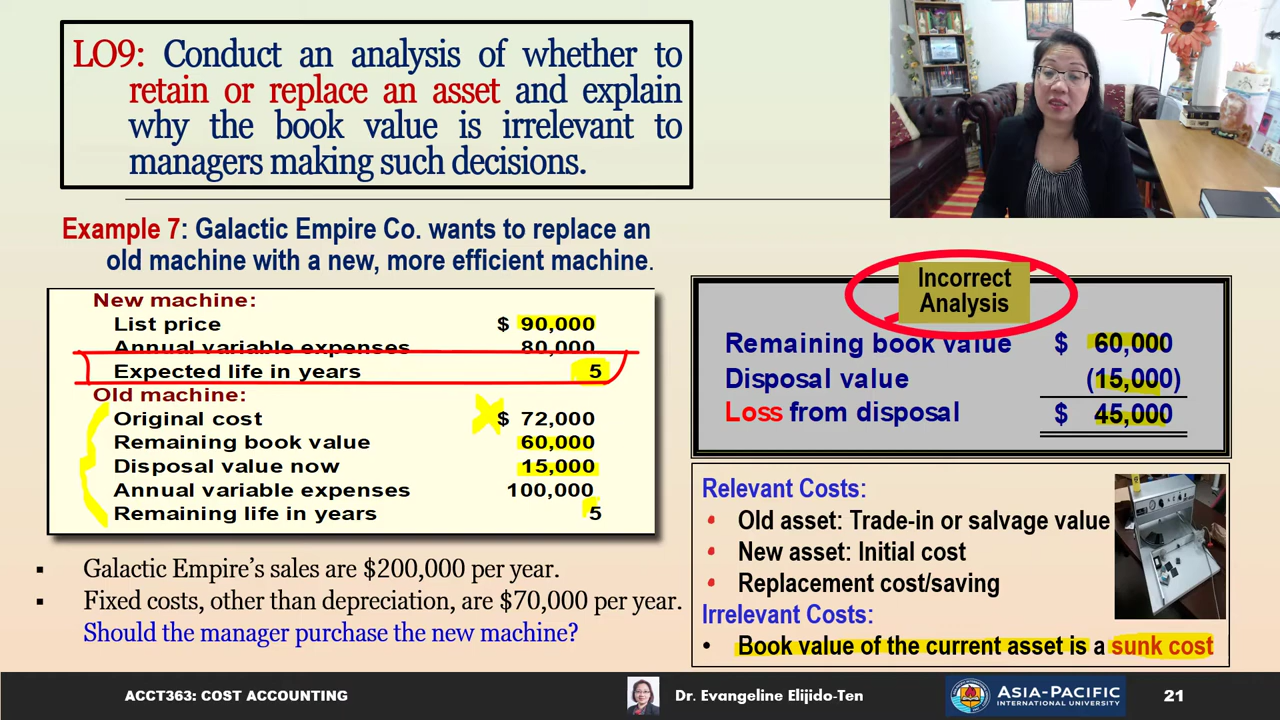 LO9: Conduct an analysis of whether to
retain or replace an asset and explain
why the book value is irrelevant to
managers making such decisions.
Example 7: Galactic Empire Co. wants to replace an
old machine with a new, more efficient machine.
New machine:
List price $ 90,000
Annual variable expenses 80,000
Expected life in years 5
Old machine:
Original cost $ 72,000
Remaining book value 60,000
Disposal value now 15,000
Annual variable expenses 100,000
Remaining life in years 5
▪ Galactic Empire's sales are $200,000 per year.
▪ Fixed costs, other than depreciation, are $70,000 per year.
Should the manager purchase the new machine?
Incorrect
Analysis
Remaining book value $ 60,000
Disposal value (15,000)
Loss from disposal $ 45,000
Relevant Costs:
• Old asset: Trade-in or salvage value
• New asset: Initial cost
• Replacement cost/saving
Irrelevant Costs:
• Book value of the current asset is a sunk cost
ACCT363: COST ACCOUNTING
Dr. Evangeline Elijido-Ten
ASIA-PACIFIC
INTERNATIONAL UNIVERSITY
21